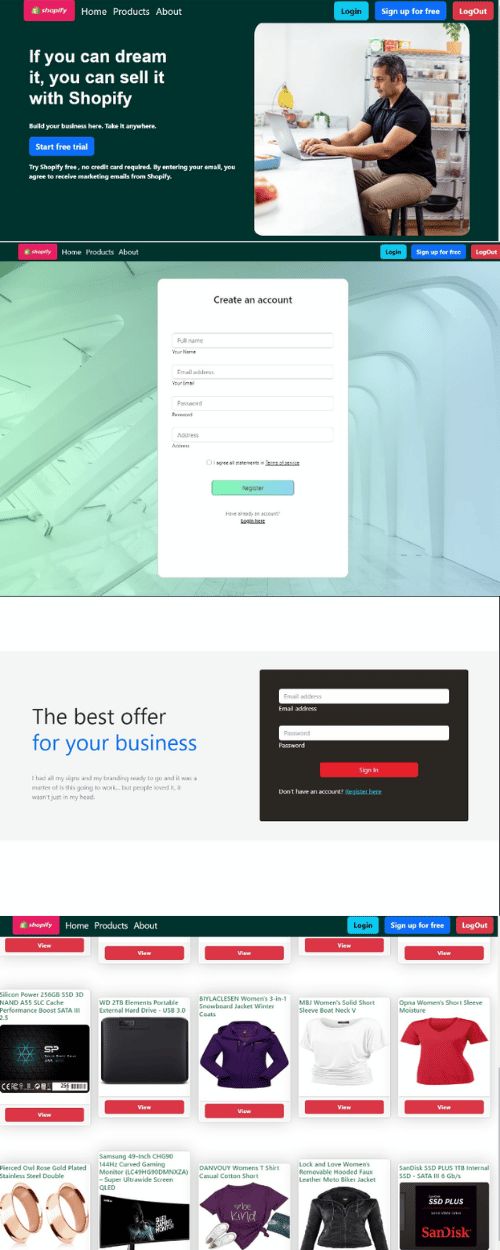 shopify Home Products About Login Sign up for free LogOut
If you can dream
it, you can sell it
with Shopify
Build your business here. Take it anywhere.
Start free trial
Try Shopify free, no credit card required. By entering your email, you
agree to receive marketing emails from Shopify.
shopify Home Products About Login Sign up for free LogOut
Create an account
Full name
Your Name
Email address
Your Email
Password
Password
Address
Address
I agree all statements in Terms of service
Register
Have already an account?
Login here
The best offer
for your business
I had all my signs and my branding ready to go and it was a
matter of is this going to work... but people loved it, it
wasn't just in my head.
Email address
Email address
Password
Password
Sign In
Don't have an account? Register here
shopify Home Products About Login Sign up for free LogOut
View View View View View
Silicon Power 256GB SSD 3D
NAND A55 SLC Cache
Performance Boost SATA III
2.5
SP
256
View
WD 2TB Elements Portable
External Hard Drive - USB 3.0
View
BIYLACLESEN Women's 3-in-1
Snowboard Jacket Winter
Coats
View
MBJ Women's Solid Short
Sleeve Boat Neck V
View
Opna Women's Short Sleeve
Moisture
View
Pierced Owl Rose Gold Plated
Stainless Steel Double
Samsung 49-Inch CHG90
144Hz Curved Gaming
Monitor (LC49HG90DMNXZA)
– Super Ultrawide Screen
QLED
DANVOUY Womens T Shirt
Casual Cotton Short
be
kind
Lock and Love Women's
Removable Hooded Faux
Leather Moto Biker Jacket
SanDisk SSD PLUS 1TB Internal
SSD - SATA III 6 Gb/s
SSD PLUS
SanDisk